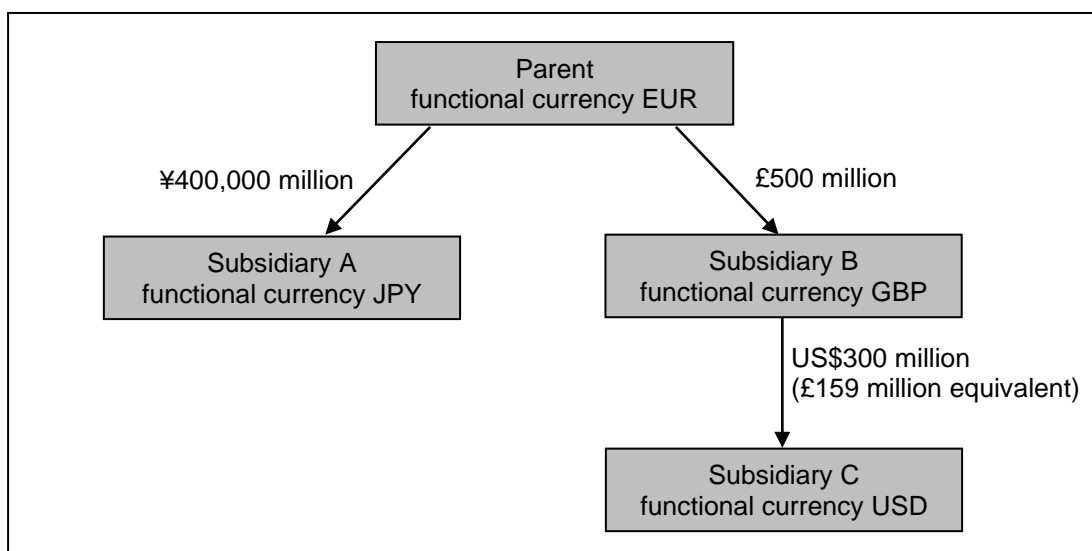 Parent
functional currency EUR
¥400,000 million
£500 million
Subsidiary A
functional currency JPY
Subsidiary B
functional currency GBP
US$300 million
(£159 million equivalent)
Subsidiary C
functional currency USD